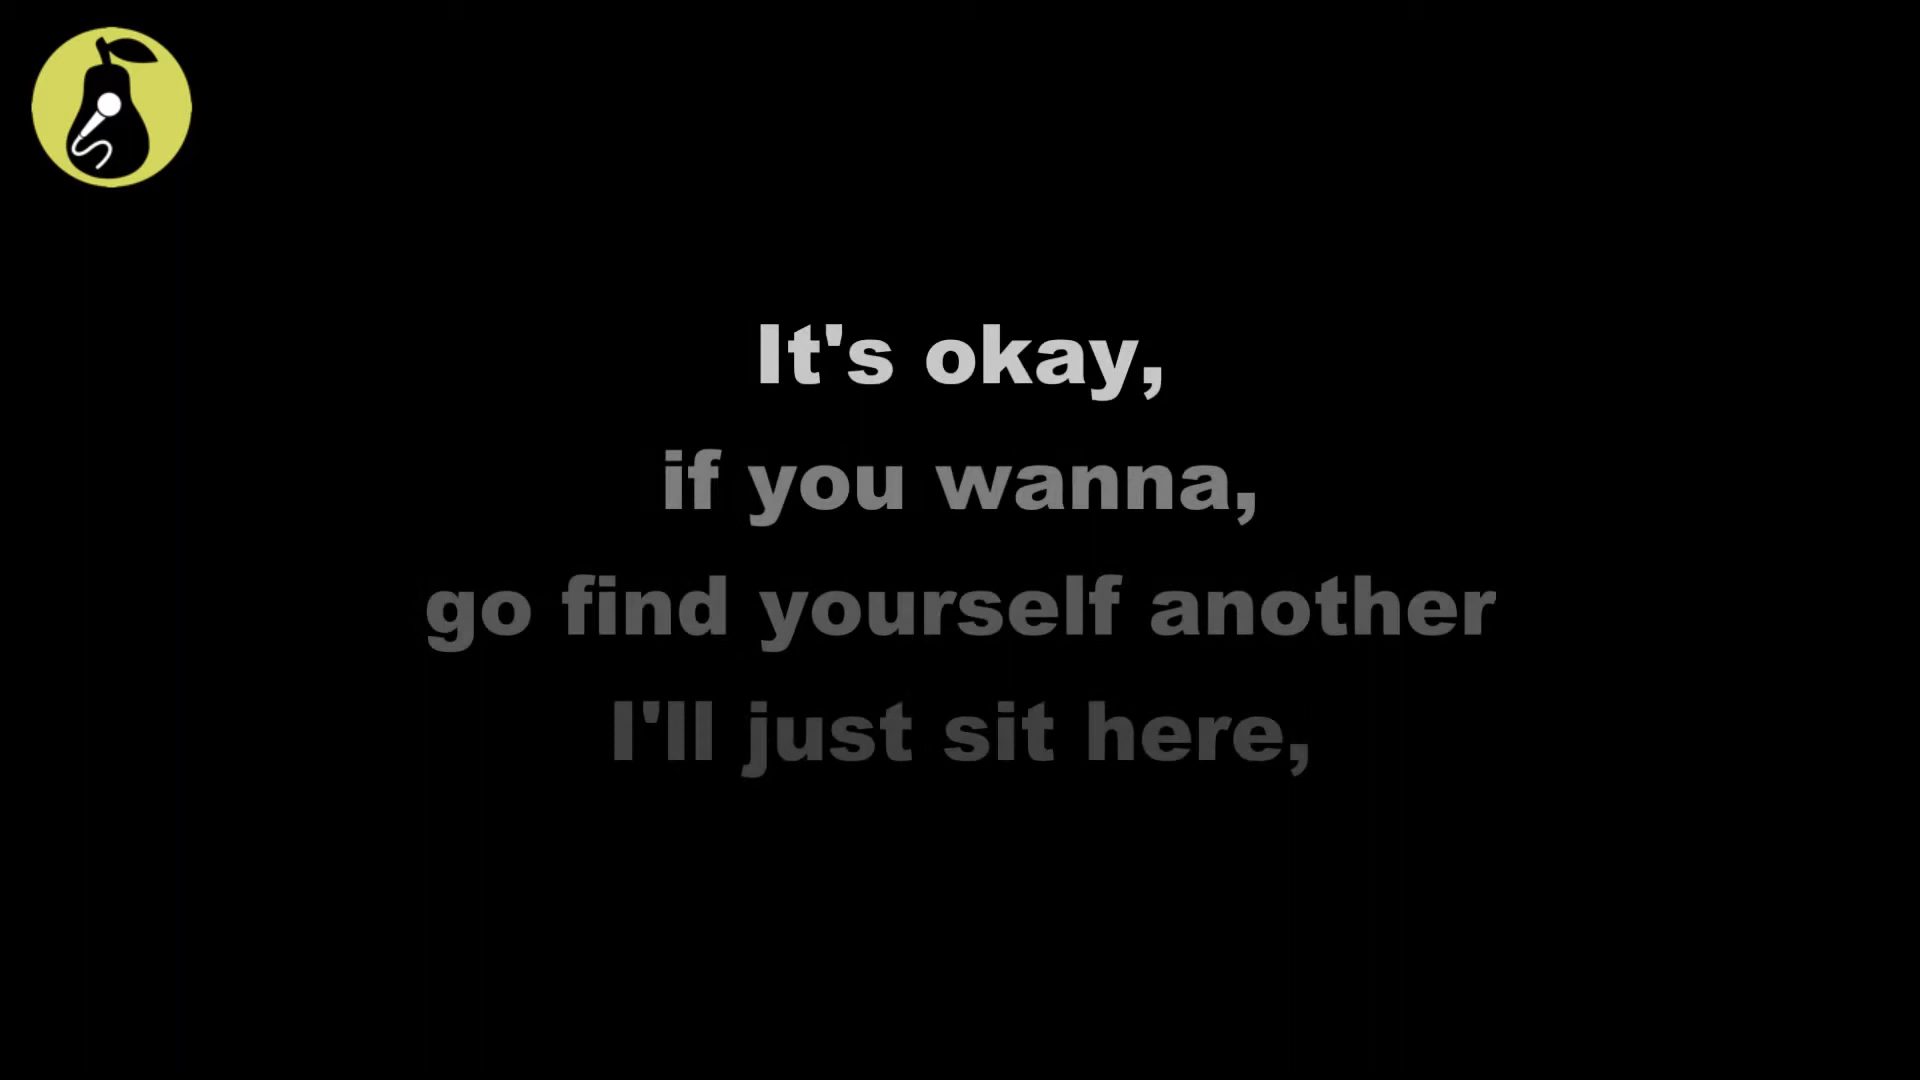 It's okay,
if you wanna,
go find yourself another
I'll just sit here,